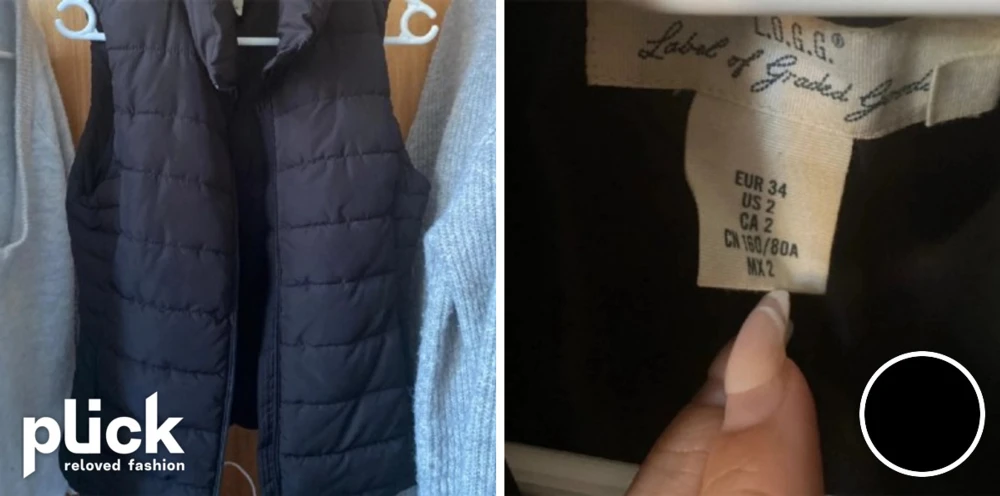 plick
reloved fashion
L.O.G.G.®
Label of Graded Goods
EUR 34
US 2
CA 2
CN 160/80A
MX 2